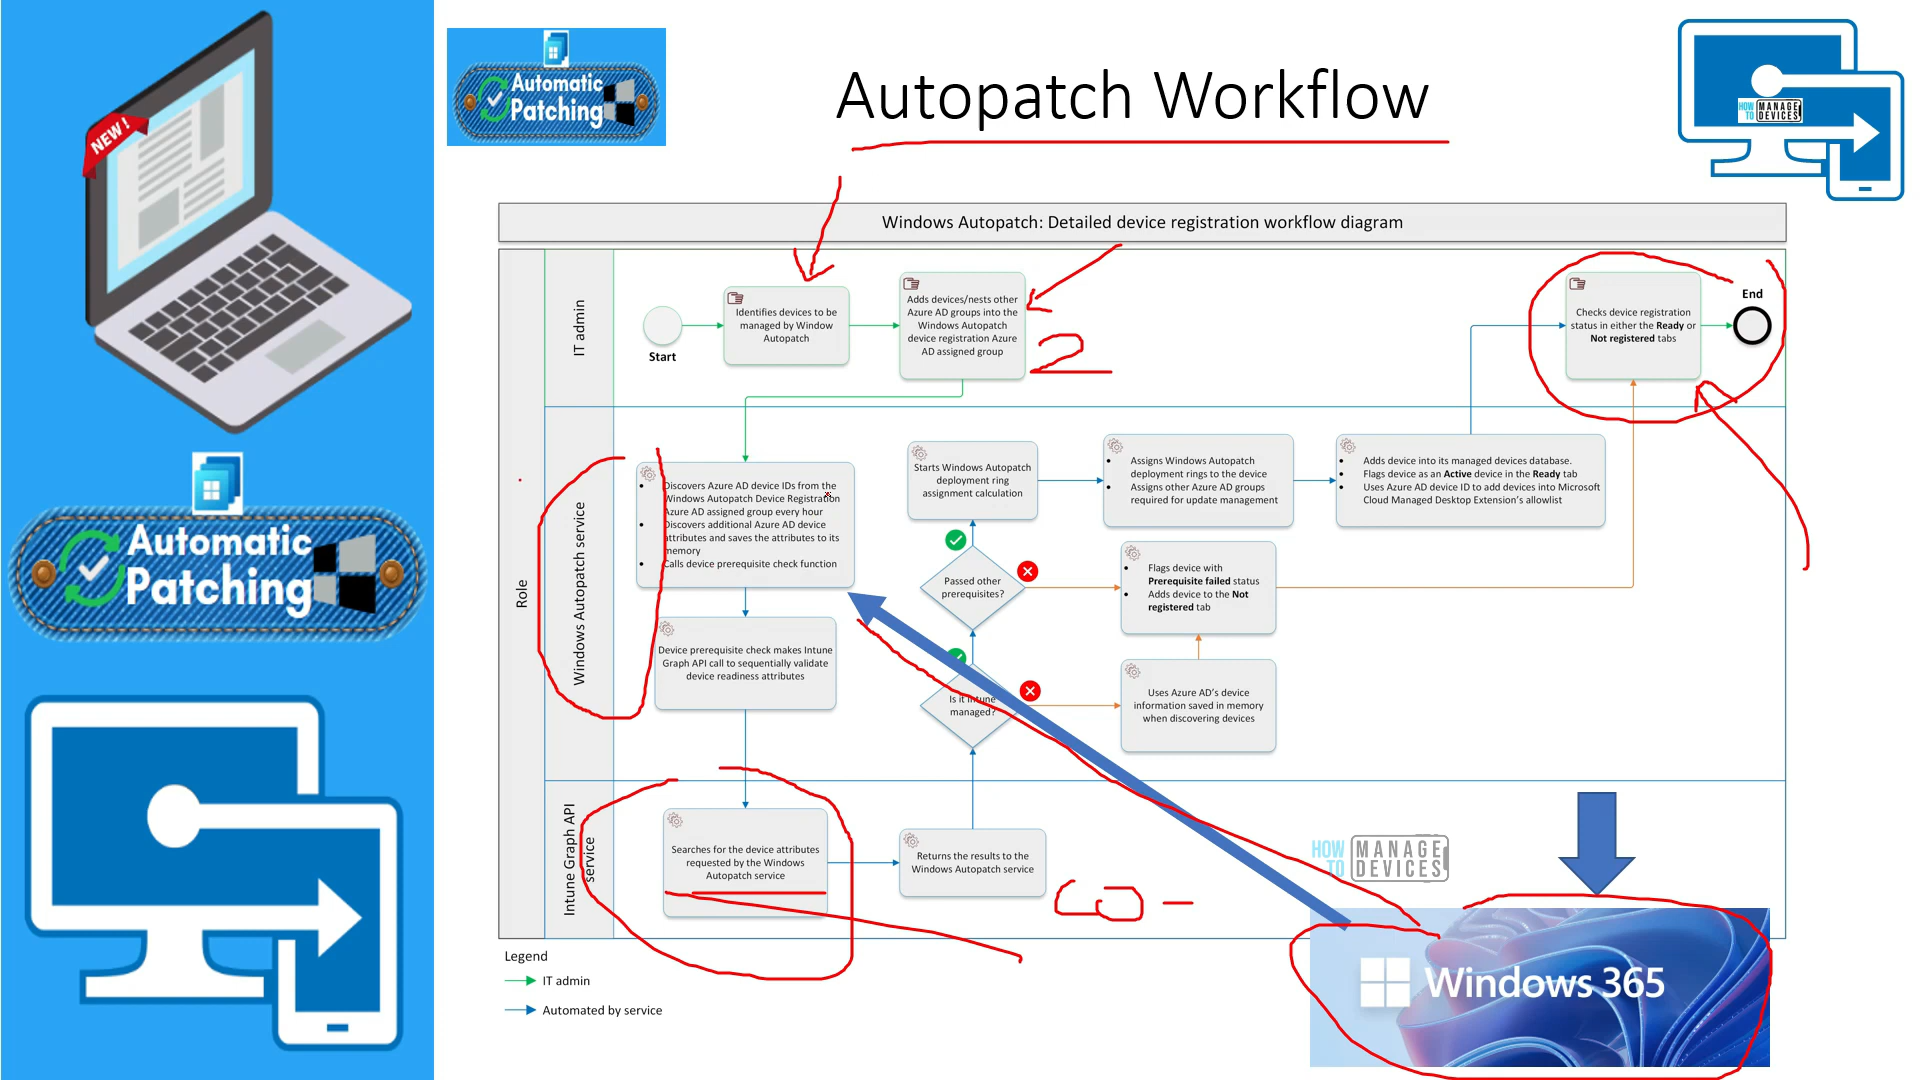 NEW!
Automatic
Patching
Autopatch Workflow
HOW
TO
MANAGE
DEVICES
Windows Autopatch: Detailed device registration workflow diagram
Role
IT admin
Start
Identifies devices to be
managed by Window
Autopatch
Adds devices/nests other
Azure AD groups into the
Windows Autopatch
device registration Azure
AD assigned group
2
Checks device registration
status in either the Ready or
Not registered tabs
End
Windows Autopatch service
Discovers Azure AD device IDs from the
Windows Autopatch Device Registration
Azure AD assigned group every hour
Discovers additional Azure AD device
attributes and saves the attributes to its
memory
Calls device prerequisite check function
Starts Windows Autopatch
deployment ring
assignment calculation
Assigns Windows Autopatch
deployment rings to the device
Assigns other Azure AD groups
required for update management
Adds device into its managed devices database.
Flags device as an Active device in the Ready tab
Uses Azure AD device ID to add devices into Microsoft
Cloud Managed Desktop Extension's allowlist
Passed other
prerequisites?
Flags device with
Prerequisite failed status
Adds device to the Not
registered tab
Device prerequisite check makes Intune
Graph API call to sequentially validate
device readiness attributes
Is it Intune
managed?
Uses Azure AD's device
information saved in memory
when discovering devices
Intune Graph API
service
Searches for the device attributes
requested by the Windows
Autopatch service
Returns the results to the
Windows Autopatch service
HOW
TO
MANAGE
DEVICES
Windows 365
Legend
IT admin
Automated by service
Automatic
Patching